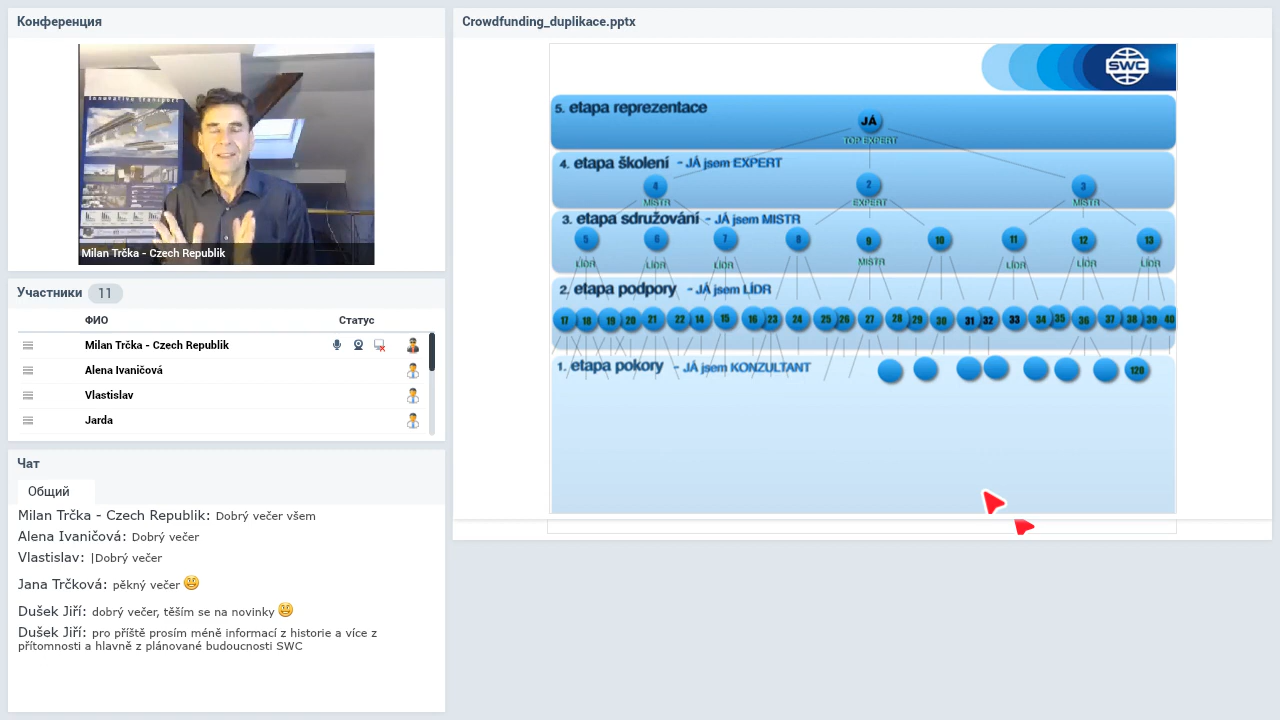 Конференция
Innovative transport
Milan Trčka - Czech Republik
Участники 11
ФИО Статус
Milan Trčka - Czech Republik
Alena Ivaničová
Vlastislav
Jarda
Чат
Общий
Milan Trčka - Czech Republik: Dobrý večer všem
Alena Ivaničová: Dobrý večer
Vlastislav: |Dobrý večer
Jana Trčková: pěkný večer
Dušek Jiří: dobrý večer, těším se na novinky
Dušek Jiří: pro příště prosím méně informací z historie a více z
přítomnosti a hlavně z plánované budoucnosti SWC
Crowdfunding_duplikace.pptx
SWC
5. etapa reprezentace
JÁ
TOP EXPERT
4. etapa školení - JÁ jsem EXPERT
4 2 3
MISTR EXPERT MISTR
3. etapa sdružování - JÁ jsem MISTR
5 6 7 8 9 10 11 12 13
LÍDR LÍDR LÍDR MISTR LÍDR LÍDR LÍDR
2. etapa podpory - JÁ jsem LÍDR
17 18 19 20 21 22 14 15 16 23 24 25 26 27 28 29 30 31 32 33 34 35 36 37 38 39 40
1. etapa pokory - JÁ jsem KONZULTANT
120